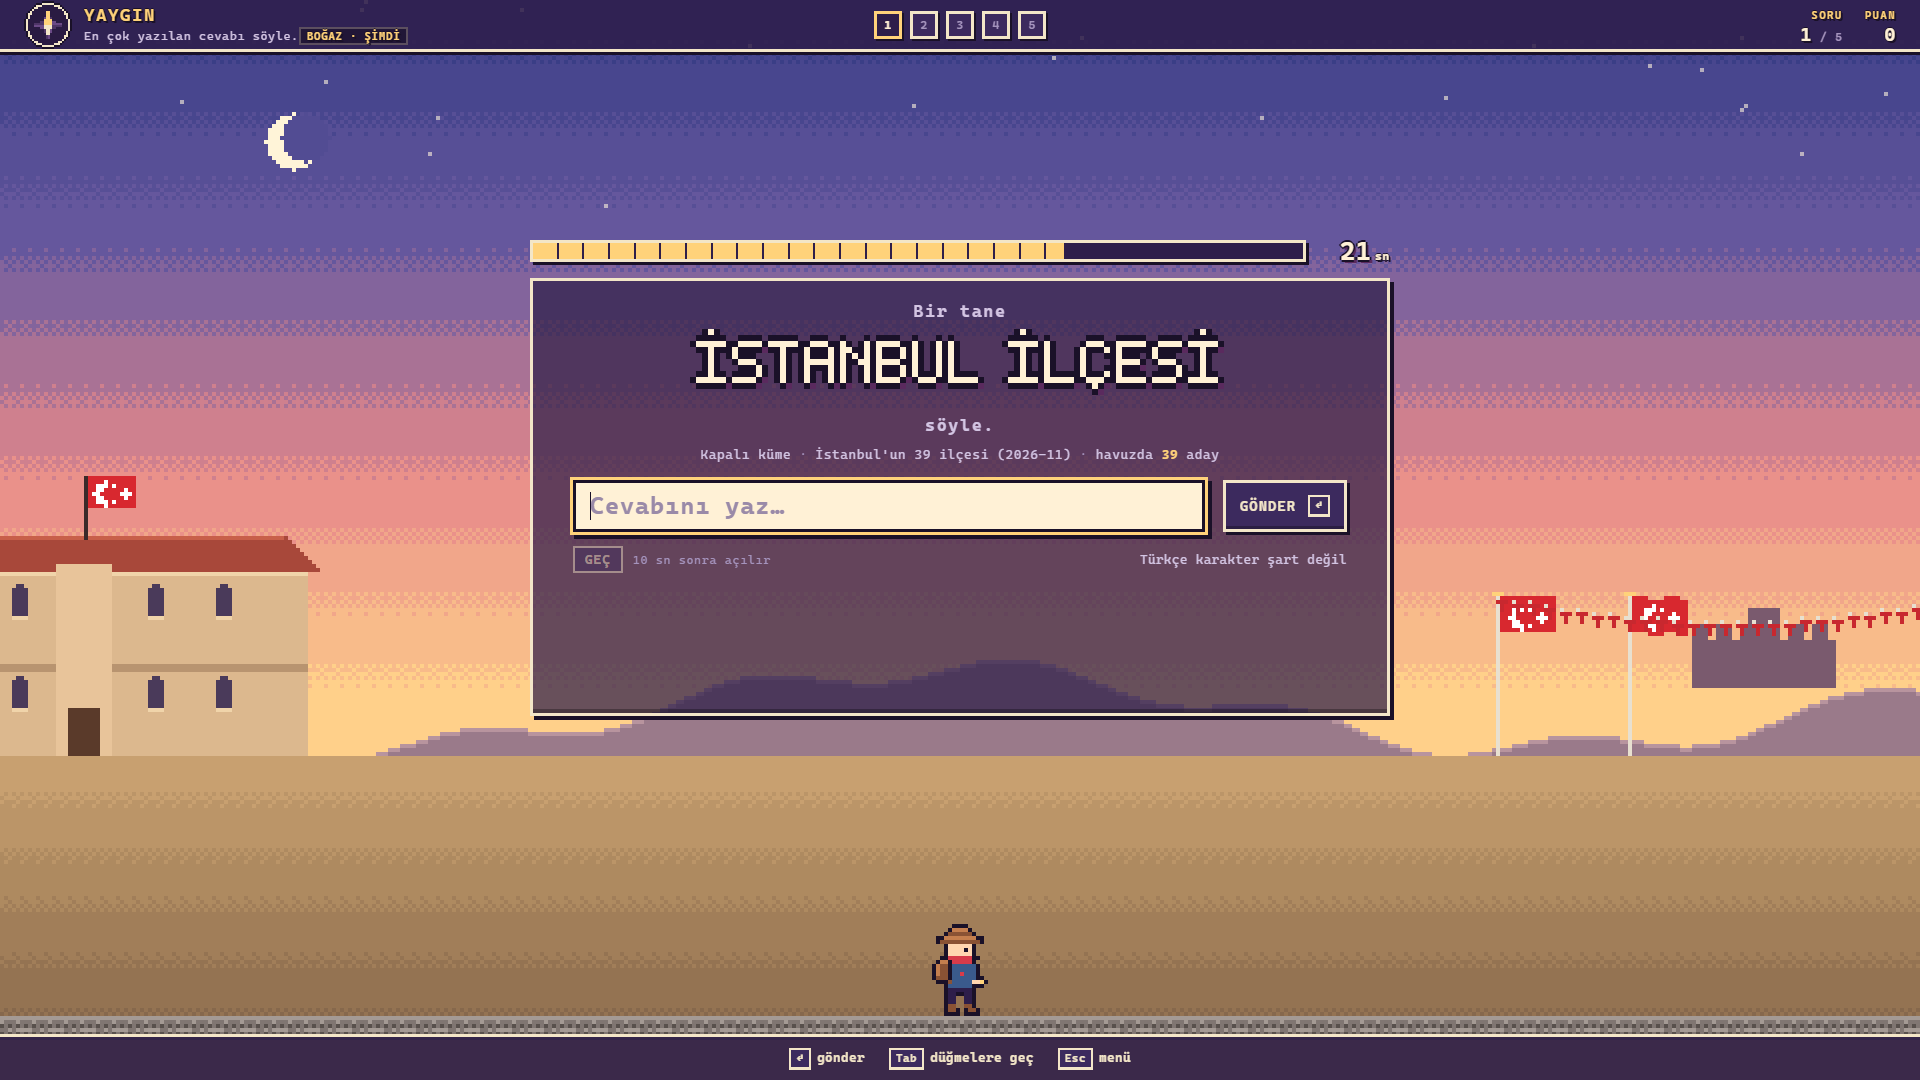 YAYGIN
En çok yazılan cevabı söyle. BOĞAZ · ŞİMDİ
1 2 3 4 5
SORU PUAN
1 / 5 0
21 sn
Bir tane
İSTANBUL İLÇESİ
söyle.
Kapalı küme · İstanbul'un 39 ilçesi (2026-11) · havuzda 39 aday
Cevabını yaz…
GÖNDER ↵
GEÇ 10 sn sonra açılır
Türkçe karakter şart değil
↵ gönder Tab düğmelere geç Esc menü